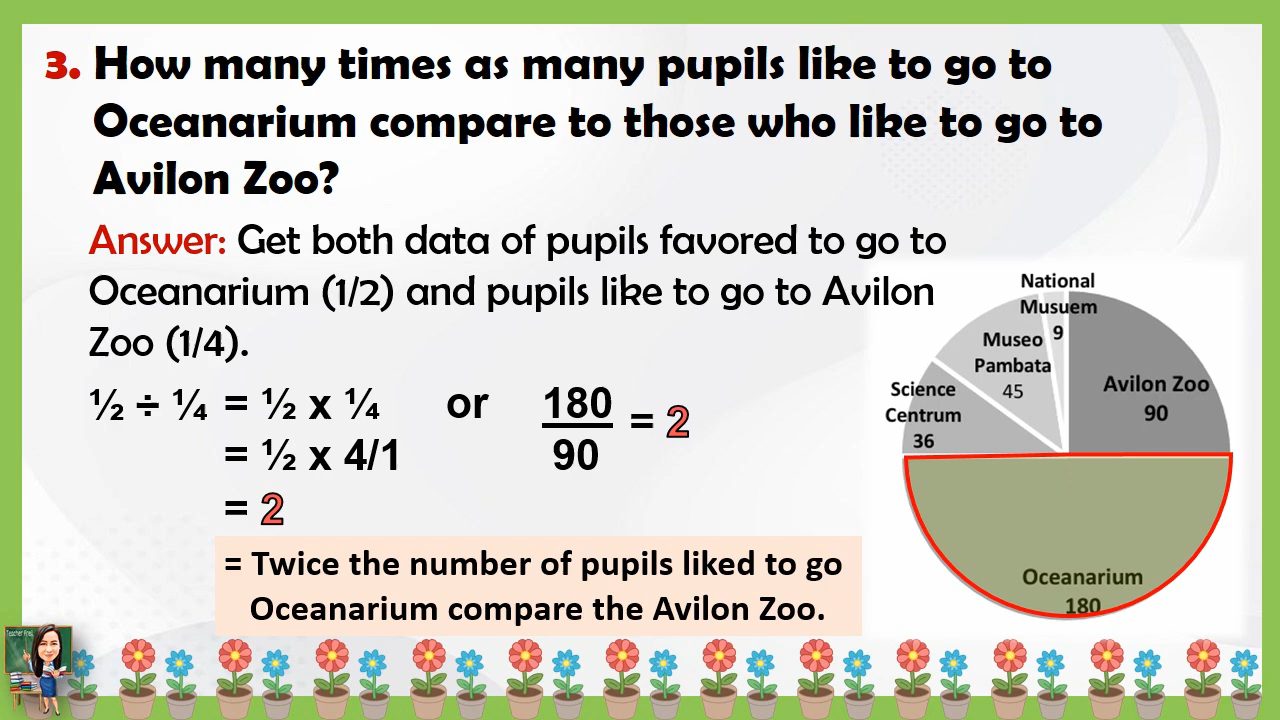 3. How many times as many pupils like to go to
Oceanarium compare to those who like to go to
Avilon Zoo?
Answer: Get both data of pupils favored to go to
Oceanarium (1/2) and pupils like to go to Avilon
Zoo (1/4).
½ ÷ ¼ = ½ x ¼ or 180/90 = 2
= ½ x 4/1
= 2
= Twice the number of pupils liked to go
Oceanarium compare the Avilon Zoo.
National
Musuem
9
Museo
Pambata
45
Science
Centrum
36
Avilon Zoo
90
Oceanarium
180
Teacher Prel